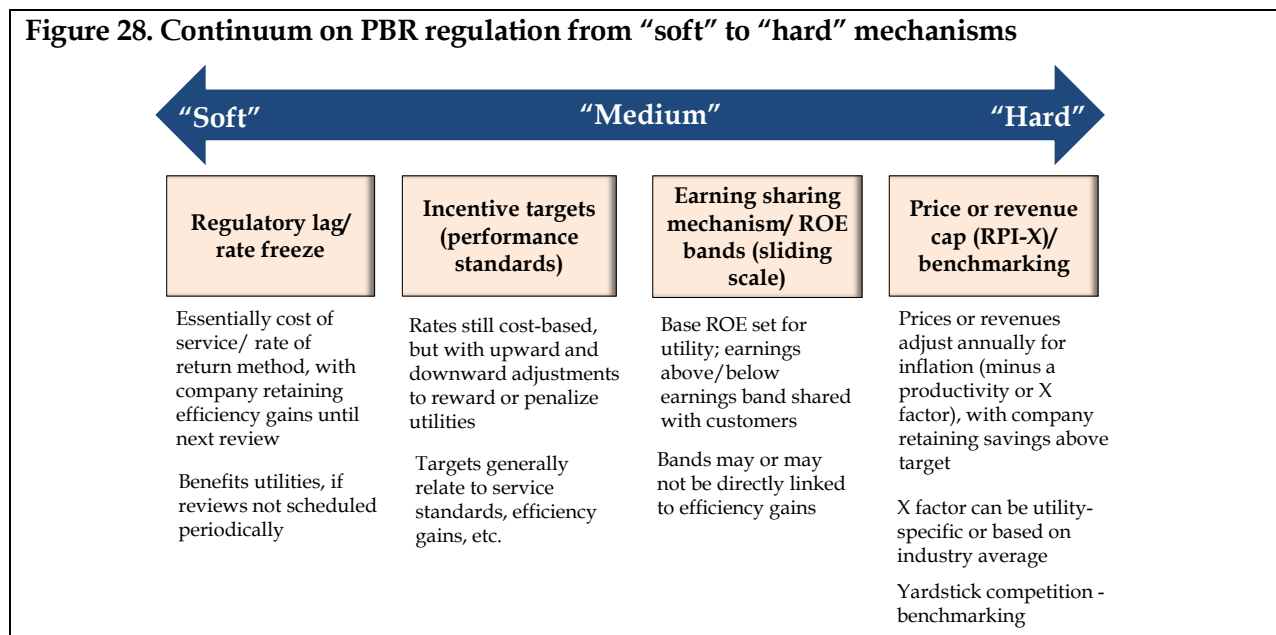 Figure 28. Continuum on PBR regulation from “soft” to “hard” mechanisms
“Soft”
“Medium”
“Hard”
Regulatory lag/
rate freeze
Essentially cost of
service/ rate of
return method, with
company retaining
efficiency gains until
next review
Benefits utilities, if
reviews not scheduled
periodically
Incentive targets
(performance
standards)
Rates still cost-based,
but with upward and
downward adjustments
to reward or penalize
utilities
Targets generally
relate to service
standards, efficiency
gains, etc.
Earning sharing
mechanism/ ROE
bands (sliding
scale)
Base ROE set for
utility; earnings
above/below
earnings band shared
with customers
Bands may or may
not be directly linked
to efficiency gains
Price or revenue
cap (RPI-X)/
benchmarking
Prices or revenues
adjust annually for
inflation (minus a
productivity or X
factor), with company
retaining savings above
target
X factor can be utility-
specific or based on
industry average
Yardstick competition -
benchmarking